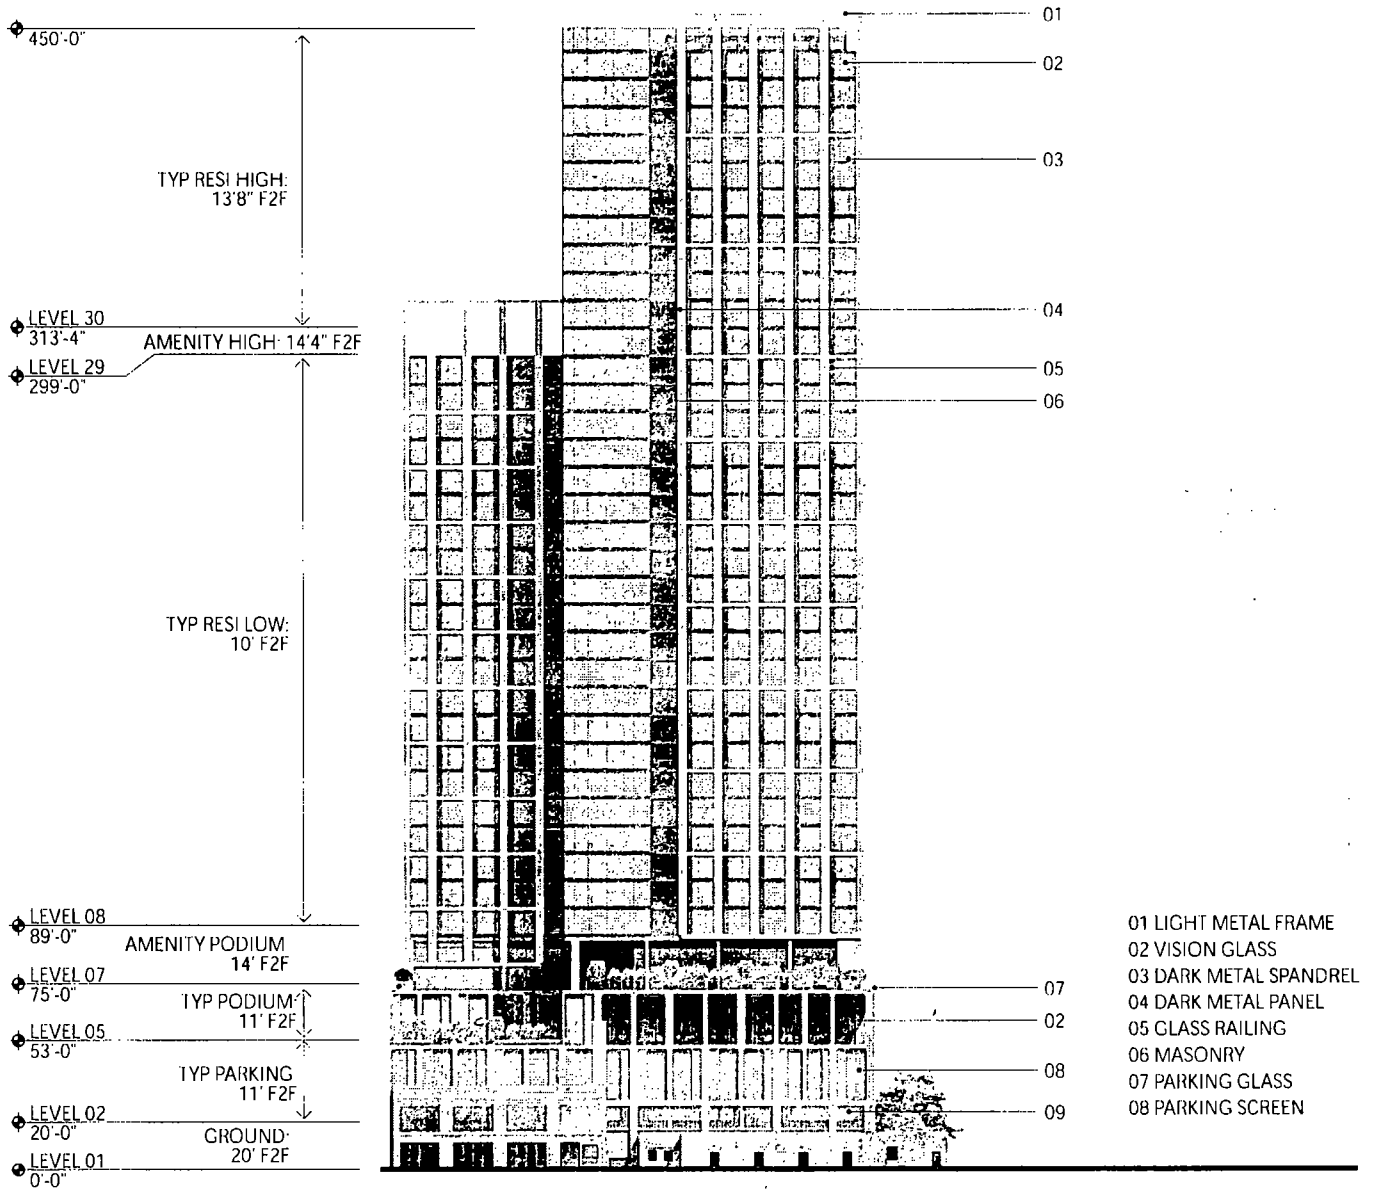 450'-0"
TYP RESI HIGH:
13'8" F2F
LEVEL 30
313'-4"
AMENITY HIGH: 14'4" F2F
LEVEL 29
299'-0"
TYP RESI LOW:
10' F2F
LEVEL 08
89'-0"
AMENITY PODIUM
14' F2F
LEVEL 07
75'-0"
TYP PODIUM:
11' F2F
LEVEL 05
53'-0"
TYP PARKING
11' F2F
LEVEL 02
20'-0"
GROUND:
20' F2F
LEVEL 01
0'-0"
01
02
03
04
05
06
07
02
08
09
01 LIGHT METAL FRAME
02 VISION GLASS
03 DARK METAL SPANDREL
04 DARK METAL PANEL
05 GLASS RAILING
06 MASONRY
07 PARKING GLASS
08 PARKING SCREEN